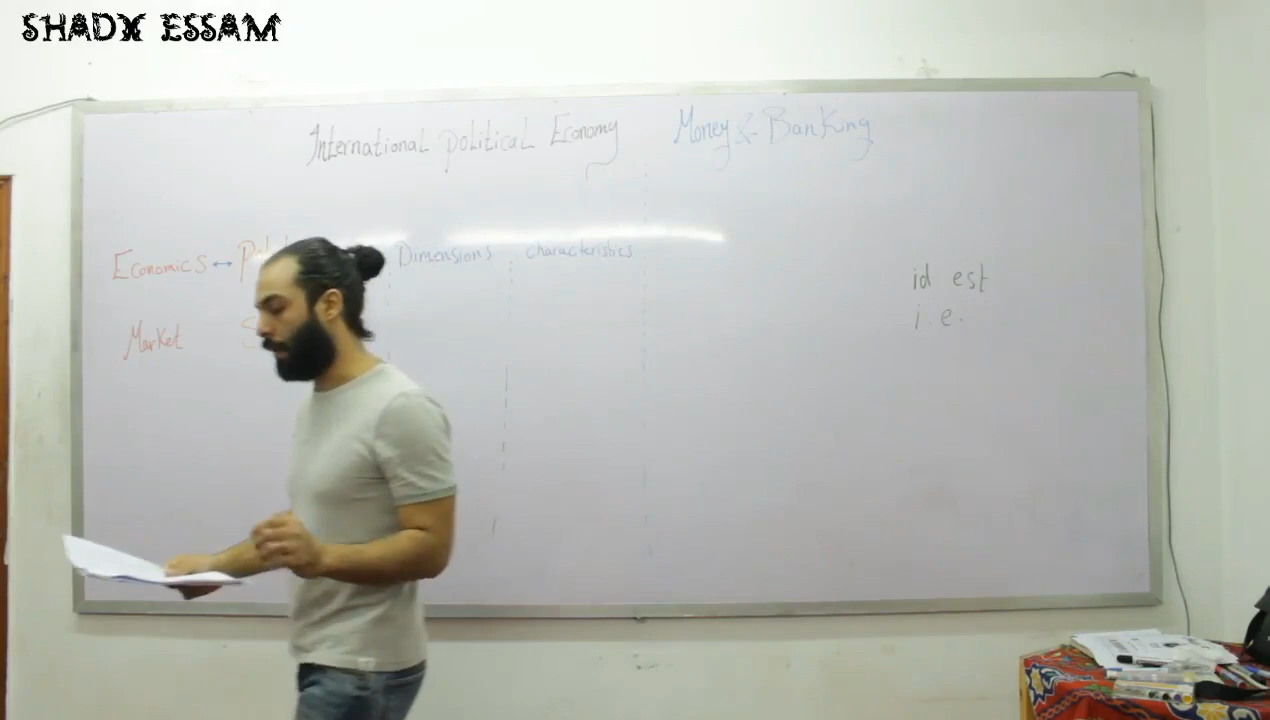 SHADY ESSAM
International political Economy
Money & Banking
Economics ↔
Dimensions
characteristics
Market
id est
i.e.